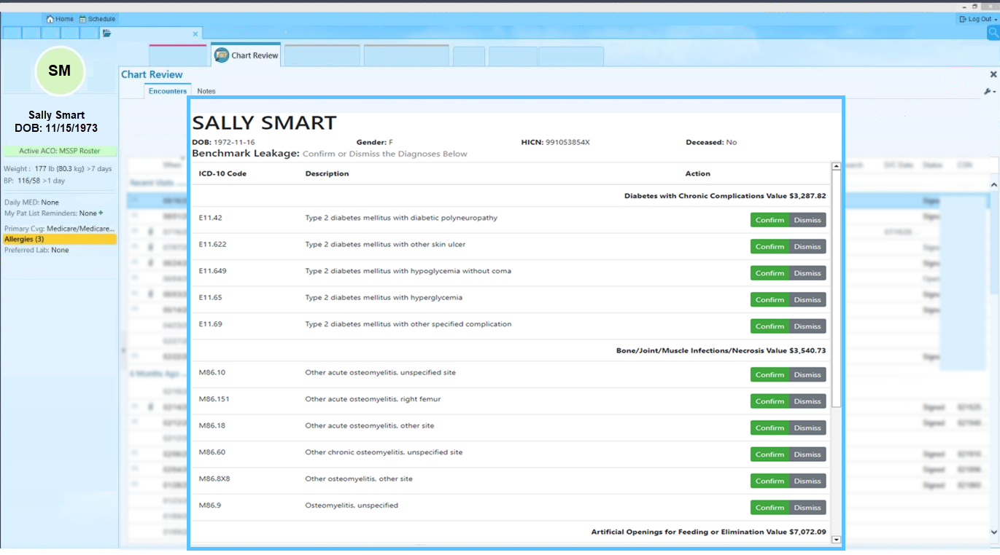 Home Schedule Log Out
Chart Review
SM
Sally Smart
DOB: 11/15/1973
Active ACO: MSSP Roster
Weight : 177 lb (80.3 kg) >7 days
BP: 116/58 >1 day
Daily MED: None
My Pat List Reminders: None +
Primary Cvg: Medicare/Medicare...
Allergies (3)
Preferred Lab: None
Chart Review
Encounters Notes
SALLY SMART
DOB: 1972-11-16 Gender: F HICN: 991053854X Deceased: No
Benchmark Leakage: Confirm or Dismiss the Diagnoses Below
ICD-10 Code Description Action
Diabetes with Chronic Complications Value $3,287.82
E11.42 Type 2 diabetes mellitus with diabetic polyneuropathy Confirm Dismiss
E11.622 Type 2 diabetes mellitus with other skin ulcer Confirm Dismiss
E11.649 Type 2 diabetes mellitus with hypoglycemia without coma Confirm Dismiss
E11.65 Type 2 diabetes mellitus with hyperglycemia Confirm Dismiss
E11.69 Type 2 diabetes mellitus with other specified complication Confirm Dismiss
Bone/Joint/Muscle Infections/Necrosis Value $3,540.73
M86.10 Other acute osteomyelitis, unspecified site Confirm Dismiss
M86.151 Other acute osteomyelitis, right femur Confirm Dismiss
M86.18 Other acute osteomyelitis, other site Confirm Dismiss
M86.60 Other chronic osteomyelitis, unspecified site Confirm Dismiss
M86.8X8 Other osteomyelitis, other site Confirm Dismiss
M86.9 Osteomyelitis, unspecified Confirm Dismiss
Artificial Openings for Feeding or Elimination Value $7,072.09